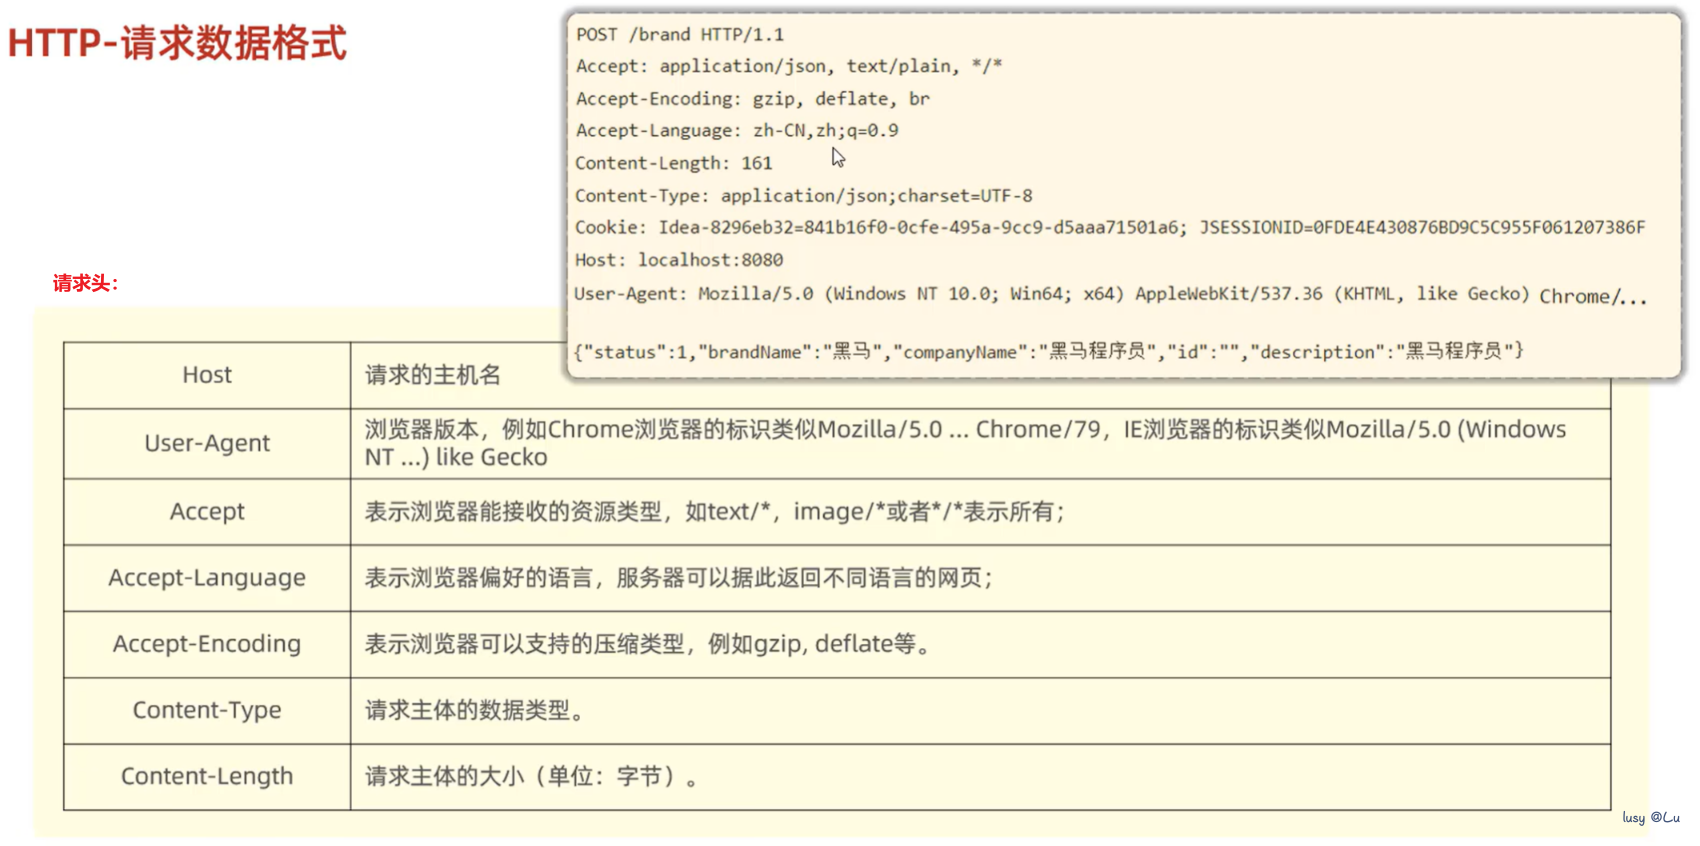 HTTP-请求数据格式
POST /brand HTTP/1.1
Accept: application/json, text/plain, */*
Accept-Encoding: gzip, deflate, br
Accept-Language: zh-CN,zh;q=0.9
Content-Length: 161
Content-Type: application/json;charset=UTF-8
Cookie: Idea-8296eb32=841b16f0-0cfe-495a-9cc9-d5aaa71501a6; JSESSIONID=0FDE4E430876BD9C5C955F061207386F
Host: localhost:8080
User-Agent: Mozilla/5.0 (Windows NT 10.0; Win64; x64) AppleWebKit/537.36 (KHTML, like Gecko) Chrome/...
{"status":1,"brandName":"黑马","companyName":"黑马程序员","id":"","description":"黑马程序员"}
请求头：
Host 请求的主机名
User-Agent 浏览器版本，例如Chrome浏览器的标识类似Mozilla/5.0 ... Chrome/79，IE浏览器的标识类似Mozilla/5.0 (Windows
NT ...) like Gecko
Accept 表示浏览器能接收的资源类型，如text/*，image/*或者*/*表示所有；
Accept-Language 表示浏览器偏好的语言，服务器可以据此返回不同语言的网页；
Accept-Encoding 表示浏览器可以支持的压缩类型，例如gzip, deflate等。
Content-Type 请求主体的数据类型。
Content-Length 请求主体的大小（单位：字节）。
lusy @Lu